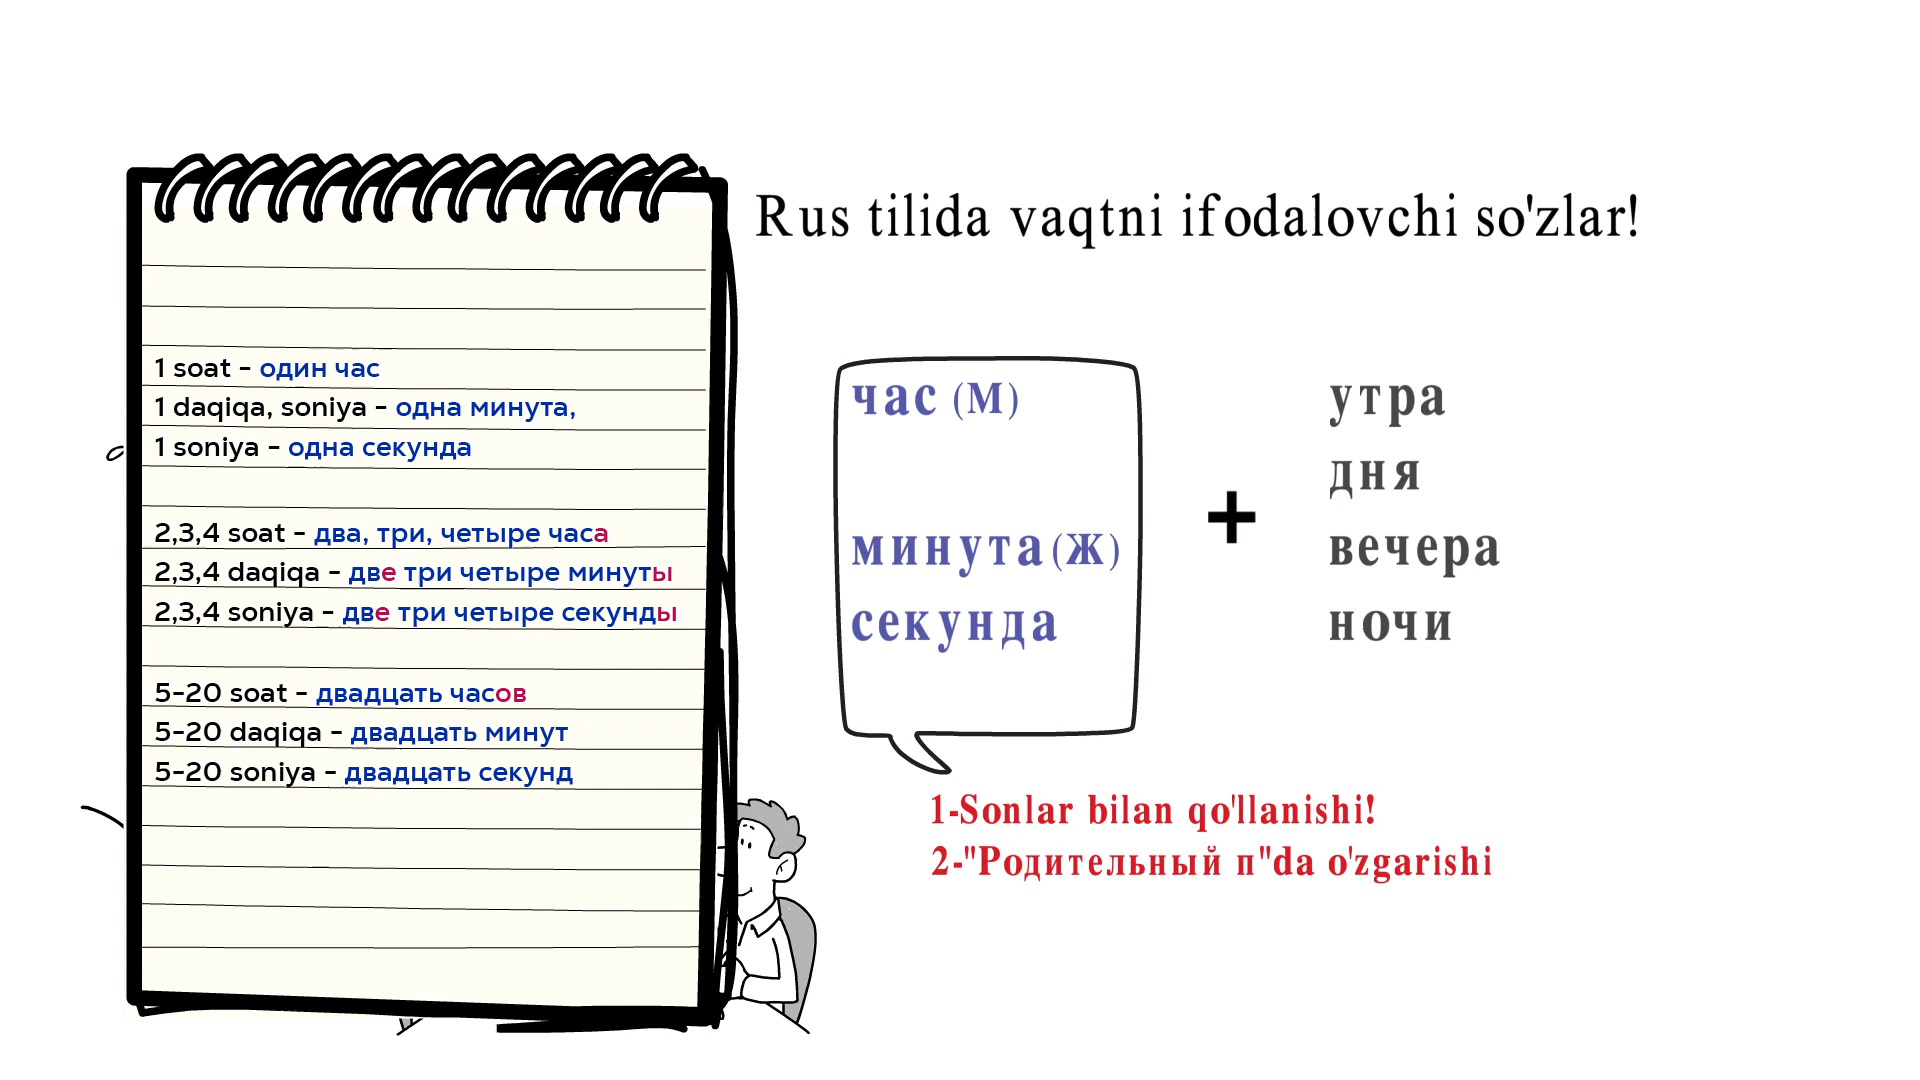 Rus tilida vaqtni ifodalovchi so'zlar!
1 soat - один час
1 daqiqa, soniya - одна минута,
1 soniya - одна секунда
2,3,4 soat - два, три, четыре часа
2,3,4 daqiqa - две три четыре минуты
2,3,4 soniya - две три четыре секунды
5-20 soat - двадцать часов
5-20 daqiqa - двадцать минут
5-20 soniya - двадцать секунд
час (М)
минута (Ж)
секунда
+
утра
дня
вечера
ночи
1-Sonlar bilan qo'llanishi!
2-"Родительный п"da o'zgarishi